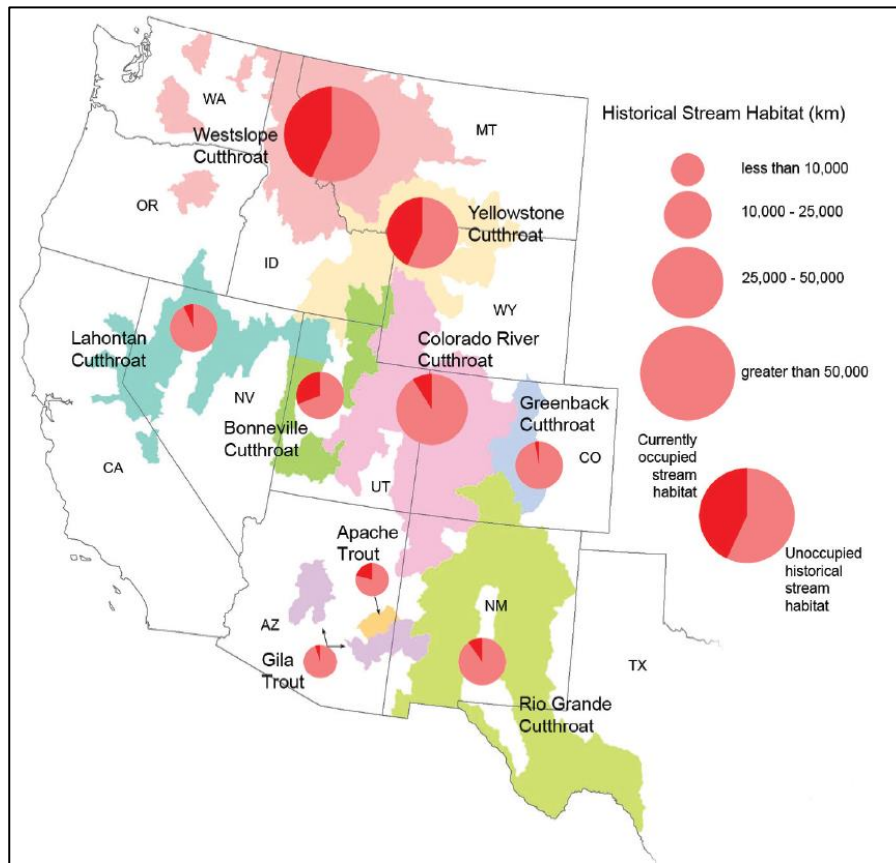 WA
Westslope
Cutthroat
MT
OR
Yellowstone
Cutthroat
ID
WY
Lahontan
Cutthroat
NV
Colorado River
Cutthroat
Bonneville
Cutthroat
Greenback
Cutthroat
CO
CA
UT
Apache
Trout
AZ
NM
Gila
Trout
TX
Rio Grande
Cutthroat
Historical Stream Habitat (km)
less than 10,000
10,000 - 25,000
25,000 - 50,000
greater than 50,000
Currently
occupied
stream
habitat
Unoccupied
historical
stream
habitat